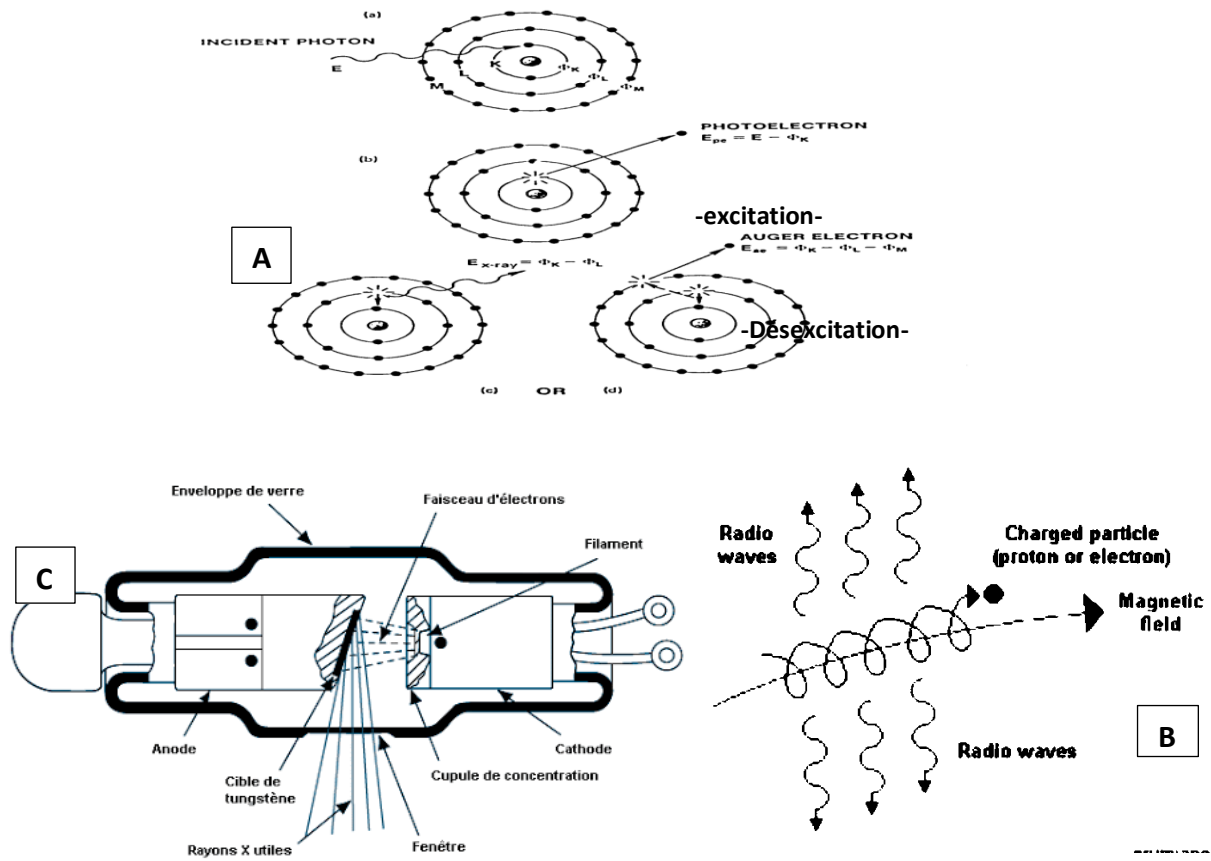 (a)
INCIDENT PHOTON
E
K
L
M
ΦK
ΦL
ΦM
PHOTOELECTRON
Epe = E − ΦK
(b)
-excitation-
AUGER ELECTRON
Eae = ΦK − ΦL − ΦM
A
Ex-ray = ΦK − ΦL
-Désexcitation-
(c) OR (d)
Enveloppe de verre
Faisceau d'électrons
Filament
C
Anode
Cible de
tungstène
Rayons X utiles
Fenêtre
Cupule de concentration
Cathode
Radio
waves
Charged particle
(proton or electron)
Magnetic
field
Radio waves
B